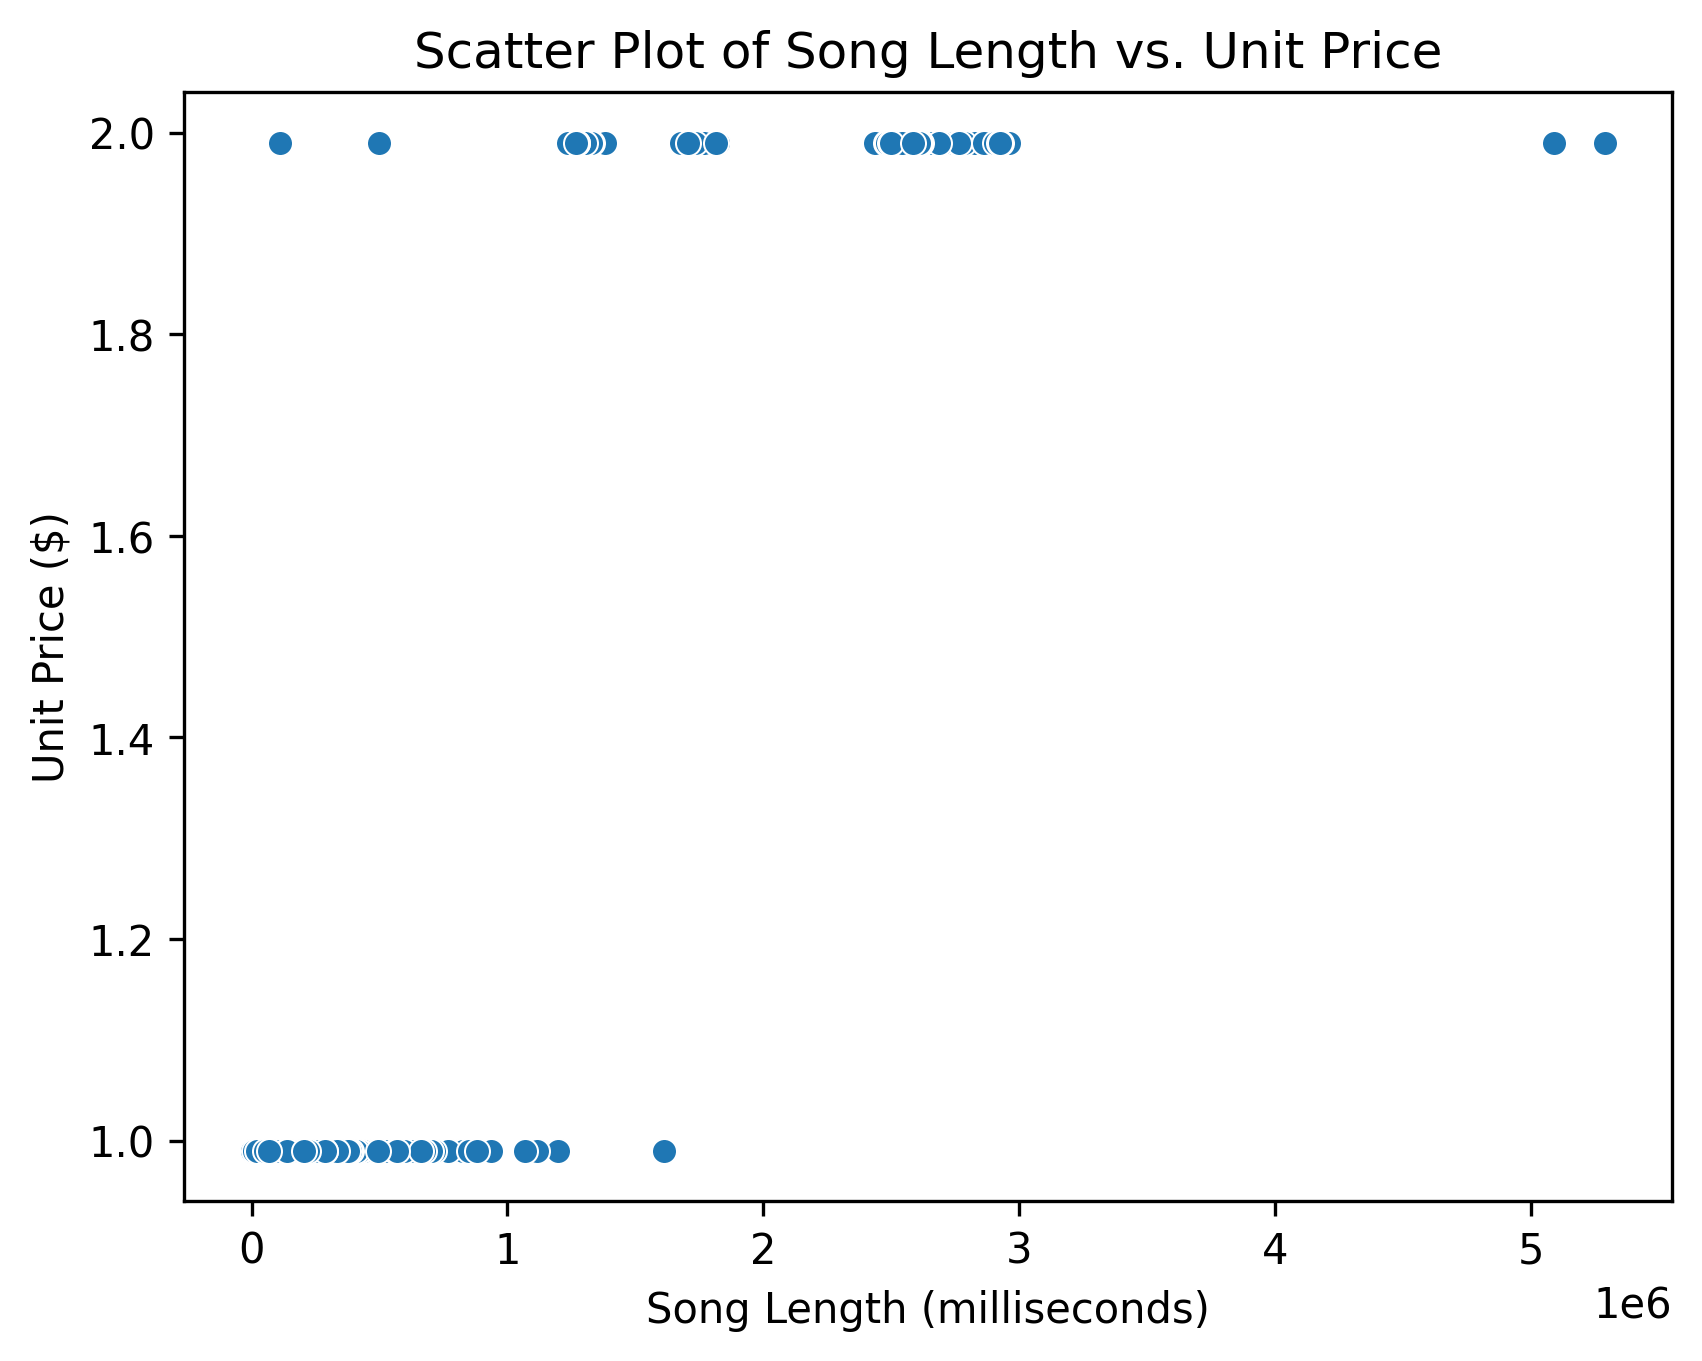 Scatter Plot of Song Length vs. Unit Price
Unit Price ($)
2.0
1.8
1.6
1.4
1.2
1.0
0 1 2 3 4 5
1e6
Song Length (milliseconds)